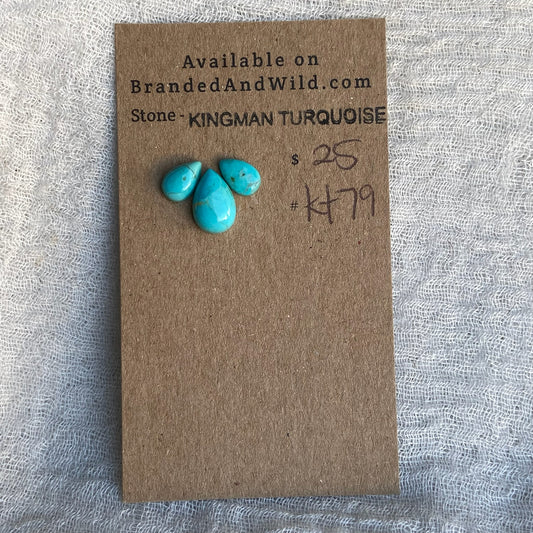 Available on
BrandedAndWild.com
Stone - KINGMAN TURQUOISE
$ 25
# KT79